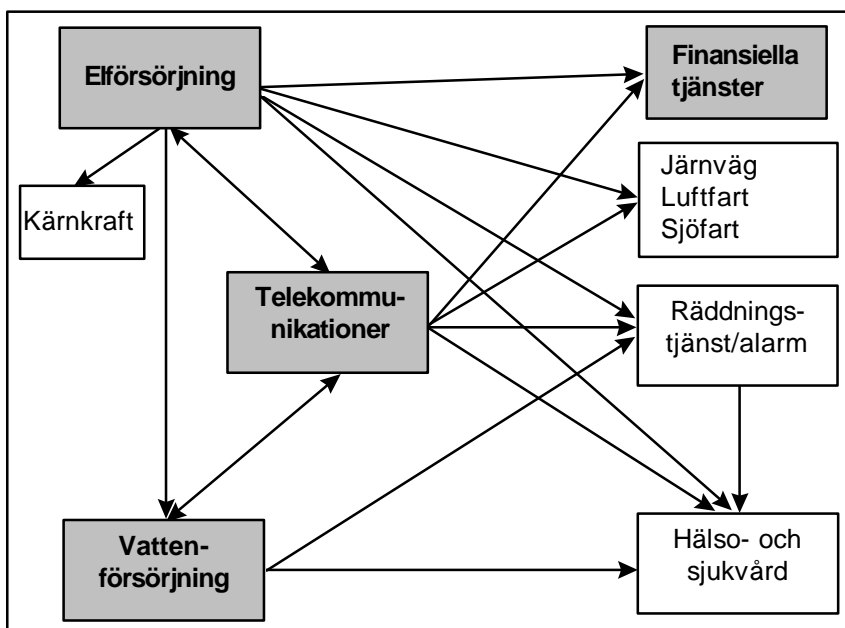 Elförsörjning
Finansiella
tjänster
Järnväg
Luftfart
Sjöfart
Kärnkraft
Telekommu-
nikationer
Räddnings-
tjänst/alarm
Vatten-
försörjning
Hälso- och
sjukvård